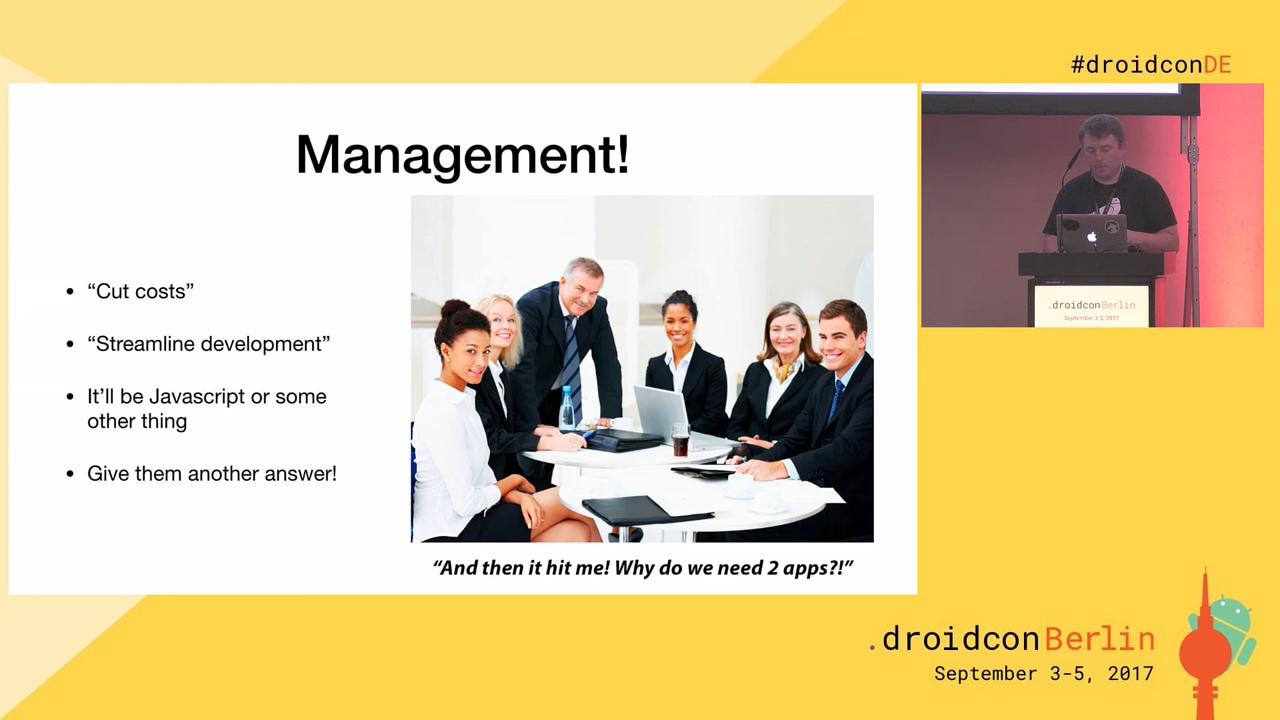 #droidconDE
Management!
• “Cut costs”
• “Streamline development”
• It’ll be Javascript or some
other thing
• Give them another answer!
“And then it hit me! Why do we need 2 apps?!”
.droidconBerlin
September 3-5, 2017
.droidconBerlin
September 3-5, 2017